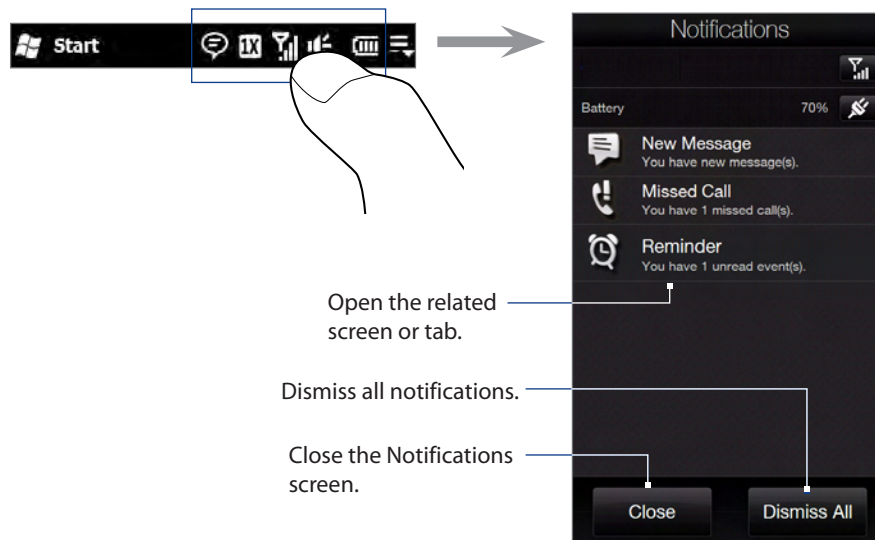 Start
1X
Notifications
Battery 70%
New Message
You have new message(s).
Missed Call
You have 1 missed call(s).
Reminder
You have 1 unread event(s).
Open the related
screen or tab.
Dismiss all notifications.
Close the Notifications
screen.
Close Dismiss All